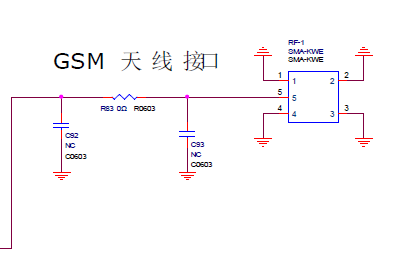 GSM 天线接口
RF-1
SMA-KWE
SMA-KWE
1 1 2 2
5 5
4 4 3 3
R83 0Ω R0603
C92
NC
C0603
C93
NC
C0603